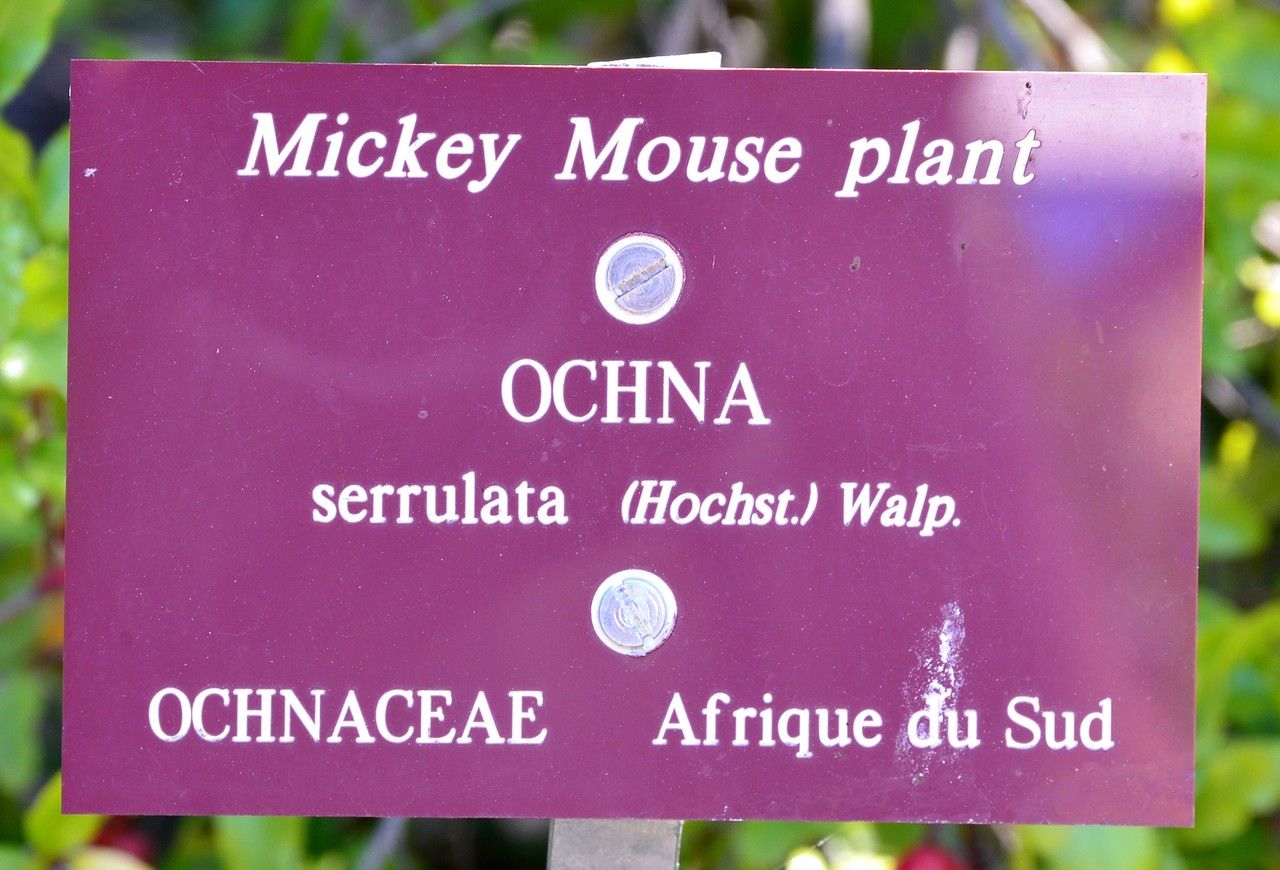 Mickey Mouse plant
OCHNA
serrulata (Hochst.) Walp.
OCHNACEAE Afrique du Sud